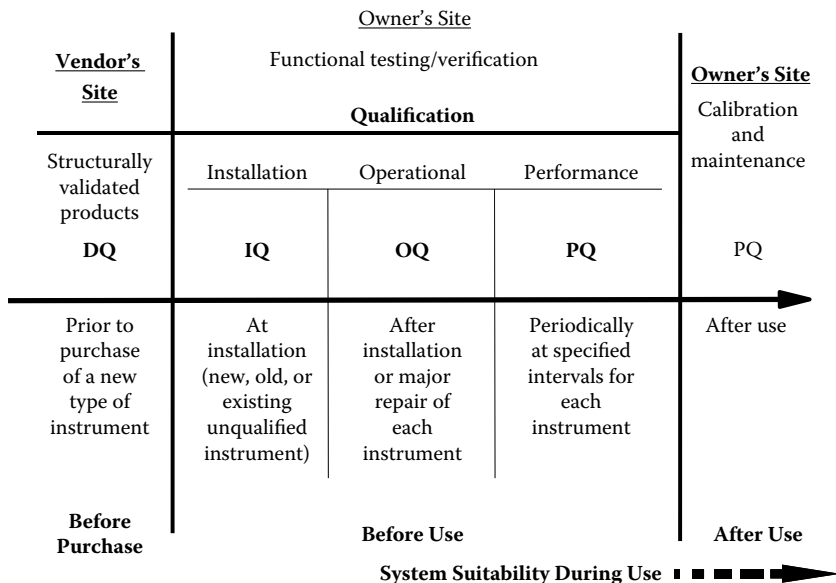 Owner's Site
Functional testing/verification
Qualification
Vendor's
Site
Owner's Site
Calibration
and
maintenance
Structurally
validated
products
Installation
Operational
Performance
DQ
IQ
OQ
PQ
PQ
Prior to
purchase
of a new
type of
instrument
At
installation
(new, old, or
existing
unqualified
instrument)
After
installation
or major
repair of
each
instrument
Periodically
at specified
intervals for
each
instrument
After use
Before
Purchase
Before Use
After Use
System Suitability During Use